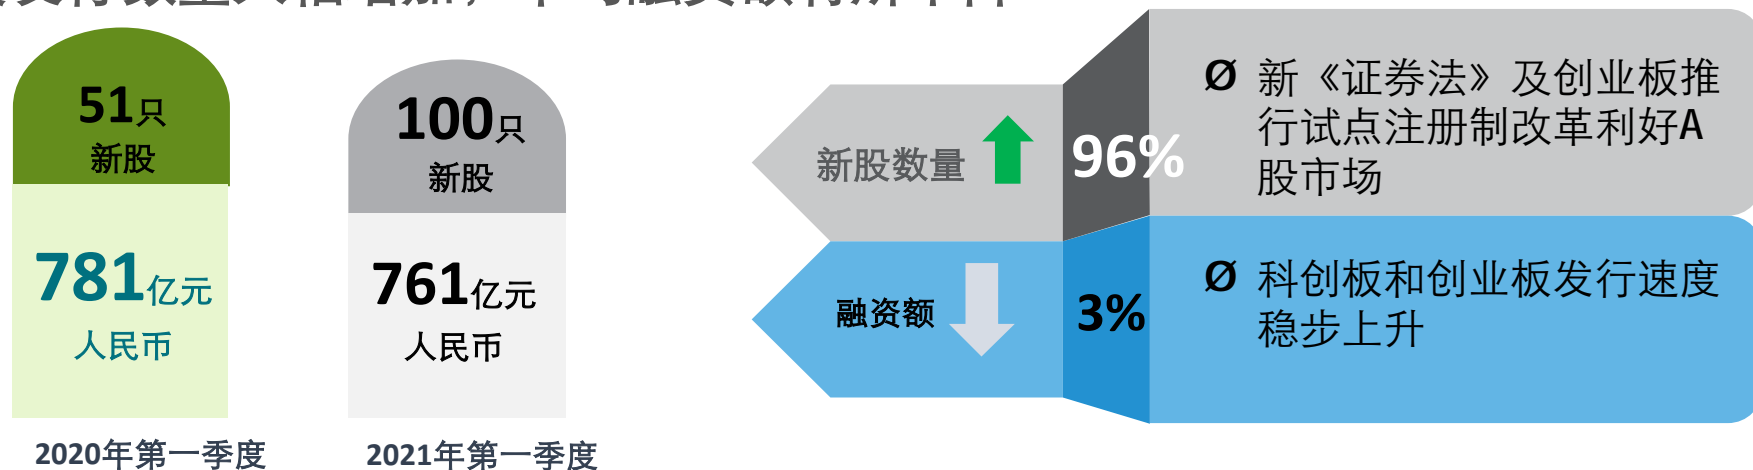 51只
新股
781亿元
人民币
2020年第一季度
100只
新股
761亿元
人民币
2021年第一季度
新股数量
96%
融资额
3%
Ø 新《证券法》及创业板推
行试点注册制改革利好A
股市场
Ø 科创板和创业板发行速度
稳步上升